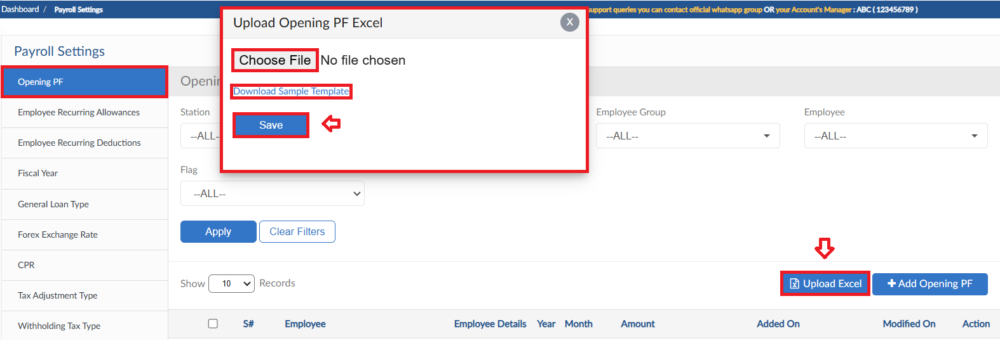 Dashboard / Payroll Settings
support queries you can contact official whatsapp group OR your Account's Manager : ABC ( 123456789 )
Upload Opening PF Excel
X
Choose File No file chosen
Download Sample Template
Save
Payroll Settings
Opening PF
Employee Recurring Allowances
Employee Recurring Deductions
Fiscal Year
General Loan Type
Forex Exchange Rate
CPR
Tax Adjustment Type
Withholding Tax Type
Station
--ALL--
Employee Group
--ALL--
Employee
--ALL--
Flag
--ALL--
Apply
Clear Filters
Show 10 Records
Upload Excel
+ Add Opening PF
S# Employee Employee Details Year Month Amount Added On Modified On Action